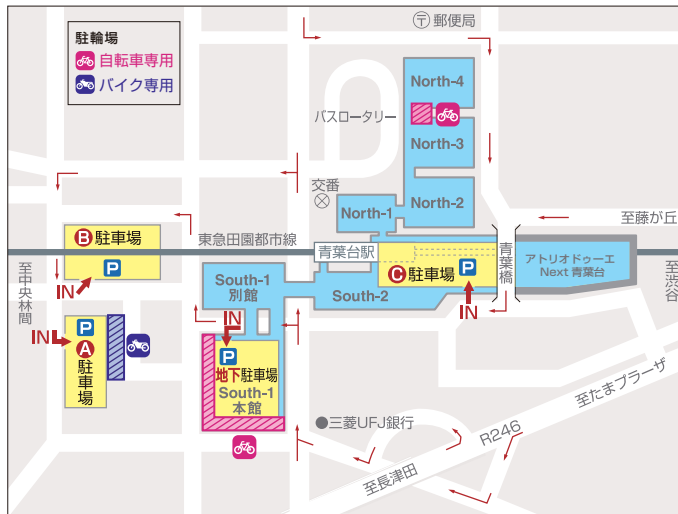 駐輪場
自転車専用
バイク専用
〒郵便局
North-4
バスロータリー
North-3
交番
North-2
North-1
至藤が丘
B駐車場
東急田園都市線
青葉台駅
青葉橋
P
C駐車場
P
アトリオドゥーエ
Next 青葉台
至中央林間
至渋谷
IN
South-1
別館
South-2
IN
IN
IN
P
A
駐車場
P
地下駐車場
South-1
本館
至たまプラーザ
三菱UFJ銀行
R246
至長津田